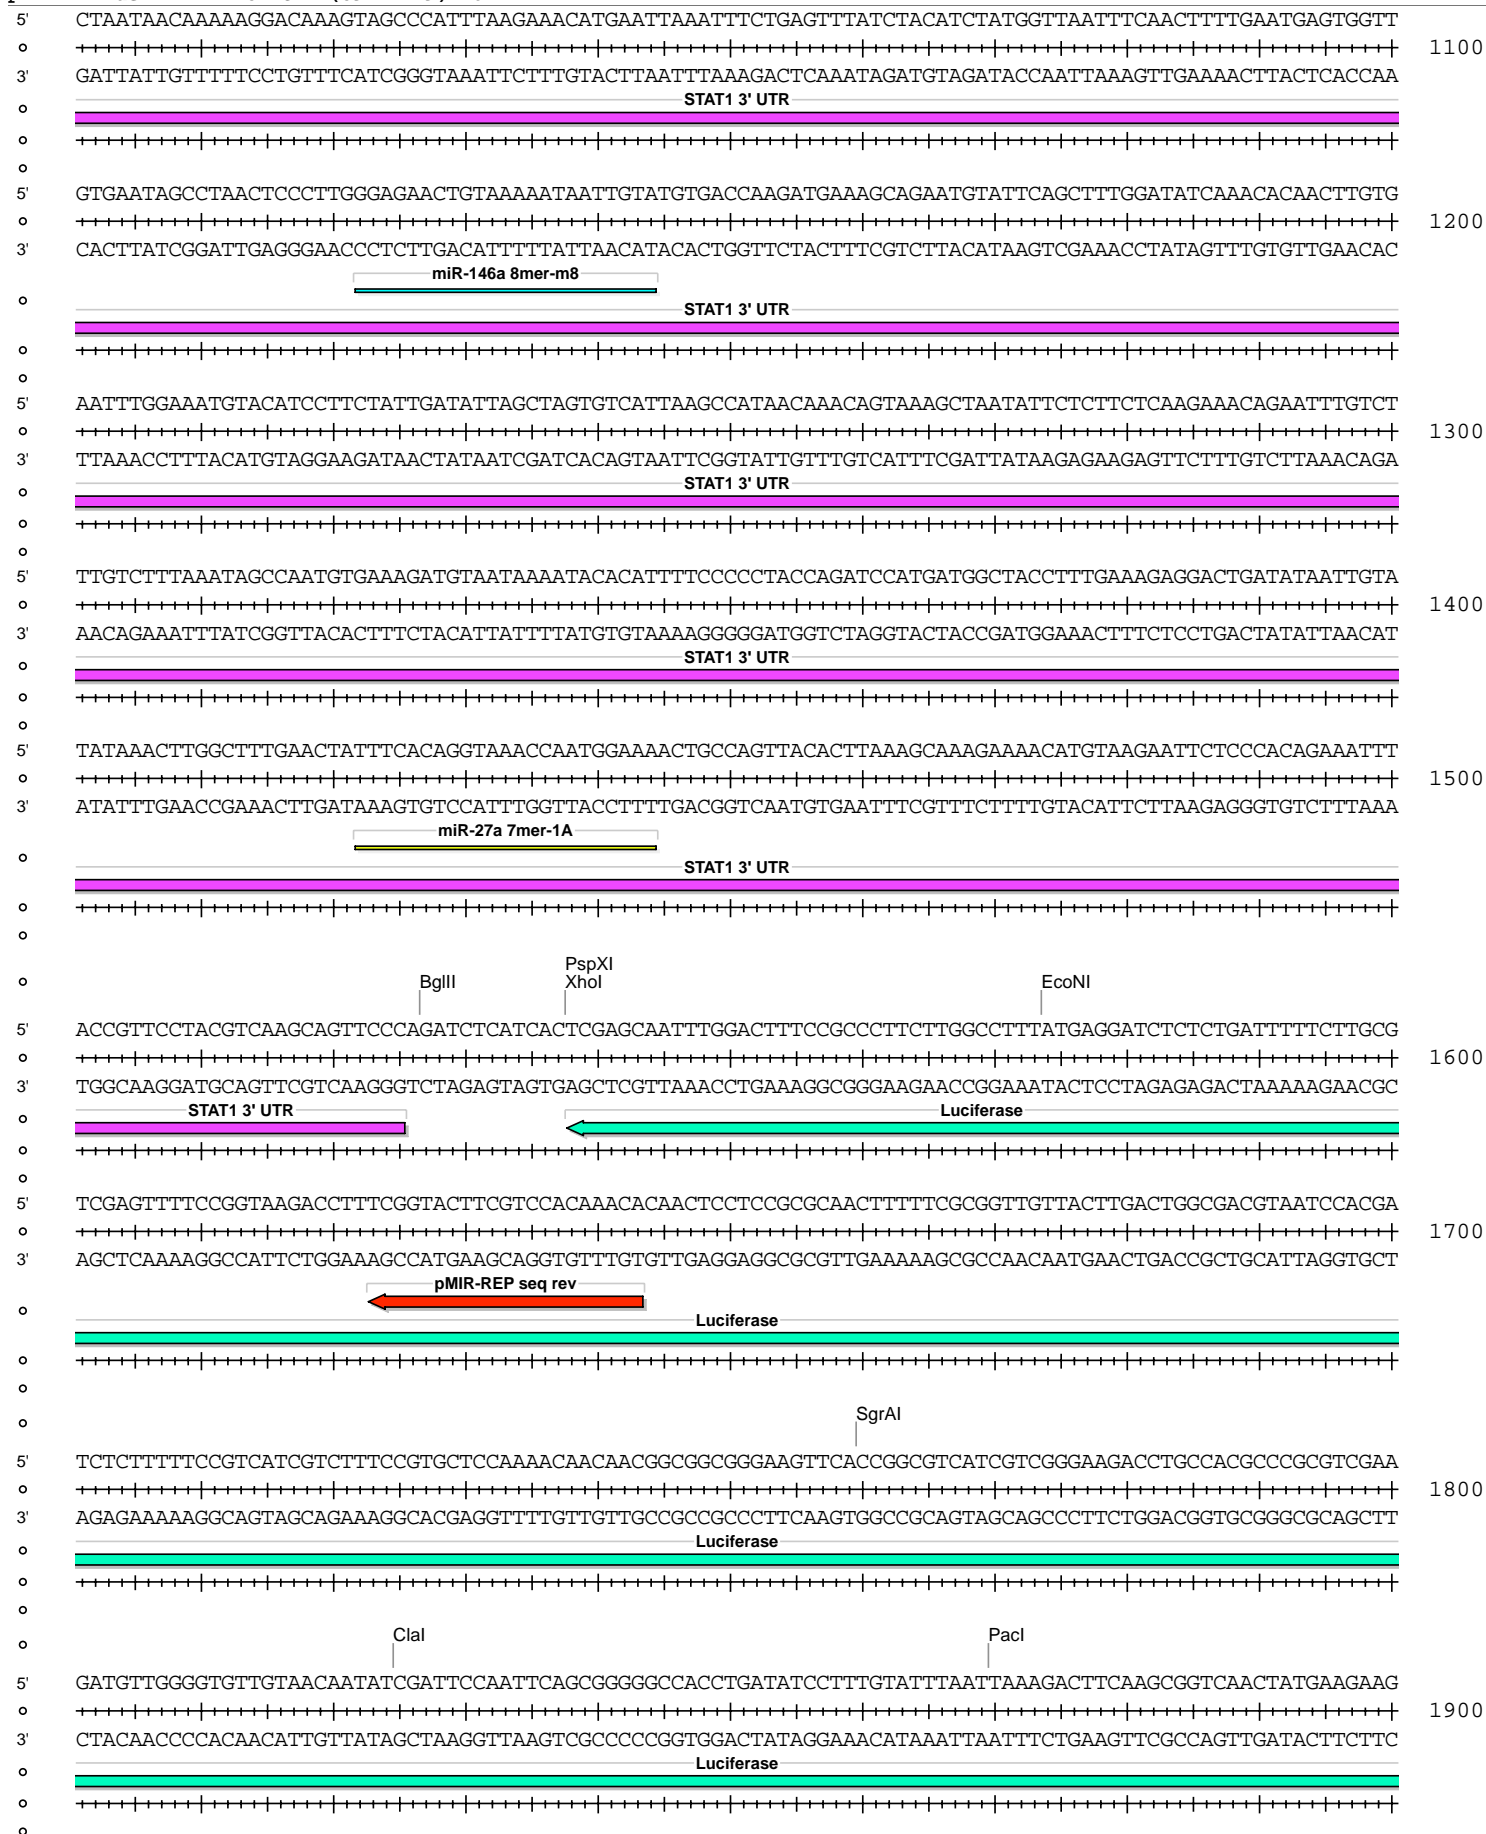 5' CTAATAACAAAAAGGACAAAGTAGCCCATTTAAGAAACATGAATTAAATTTCTGAGTTTATCTACATCTATGGTTAATTTCAACTTTTGAATGAGTGGTT
1100
3' GATTATTGTTTTTCCTGTTTCATCGGGTAAATTCTTTGTACTTAATTTAAAGACTCAAATAGATGTAGATACCAATTAAAGTTGAAAACTTACTCACCAA
STAT1 3' UTR
5' GTGAATAGCCTAACTCCCTTGGGAGAACTGTAAAAATAATTGTATGTGACCAAGATGAAAGCAGAATGTATTCAGCTTTGGATATCAAACACAACTTGTG
1200
3' CACTTATCGGATTGAGGGAACCCTCTTGACATTTTTATTAACATACACTGGTTCTACTTTCGTCTTACATAAGTCGAAACCTATAGTTTGTGTTGAACAC
miR-146a 8mer-m8
STAT1 3' UTR
5' AATTTGGAAATGTACATCCTTCTATTGATATTAGCTAGTGTCATTAAGCCATAACAAACAGTAAAGCTAATATTCTCTTCTCAAGAAACAGAATTTGTCT
1300
3' TTAAACCTTTACATGTAGGAAGATAACTATAATCGATCACAGTAATTCGGTATTGTTTGTCATTTCGATTATAAGAGAAGAGTTCTTTGTCTTAAACAGA
STAT1 3' UTR
5' TTGTCTTTAAATAGCCAATGTGAAAGATGTAATAAAATACACATTTTCCCCCTACCAGATCCATGATGGCTACCTTTGAAAGAGGACTGATATAATTGTA
1400
3' AACAGAAATTTATCGGTTACACTTTCTACATTATTTTATGTGTAAAAGGGGGATGGTCTAGGTACTACCGATGGAAACTTTCTCCTGACTATATTAACAT
STAT1 3' UTR
5' TATAAACTTGGCTTTGAACTATTTCACAGGTAAACCAATGGAAAACTGCCAGTTACACTTAAAGCAAAGAAAACATGTAAGAATTCTCCCACAGAAATTT
1500
3' ATATTTGAACCGAAACTTGATAAAGTGTCCATTTGGTTACCTTTTGACGGTCAATGTGAATTTCGTTTCTTTTGTACATTCTTAAGAGGGTGTCTTTAAA
miR-27a 7mer-1A
STAT1 3' UTR
PspXI
BglII XhoI EcoNI
5' ACCGTTCCTACGTCAAGCAGTTCCCAGATCTCATCACTCGAGCAATTTGGACTTTCCGCCCTTCTTGGCCTTTATGAGGATCTCTCTGATTTTTCTTGCG
1600
3' TGGCAAGGATGCAGTTCGTCAAGGGTCTAGAGTAGTGAGCTCGTTAAACCTGAAAGGCGGGAAGAACCGGAAATACTCCTAGAGAGACTAAAAAGAACGC
STAT1 3' UTR Luciferase
5' TCGAGTTTTCCGGTAAGACCTTTCGGTACTTCGTCCACAAACACAACTCCTCCGCGCAACTTTTTCGCGGTTGTTACTTGACTGGCGACGTAATCCACGA
1700
3' AGCTCAAAAGGCCATTCTGGAAAGCCATGAAGCAGGTGTTTGTGTTGAGGAGGCGCGTTGAAAAAGCGCCAACAATGAACTGACCGCTGCATTAGGTGCT
pMIR-REP seq rev
Luciferase
SgrAI
5' TCTCTTTTTCCGTCATCGTCTTTCCGTGCTCCAAAACAACAACGGCGGCGGGAAGTTCACCGGCGTCATCGTCGGGAAGACCTGCCACGCCCGCGTCGAA
1800
3' AGAGAAAAAGGCAGTAGCAGAAAGGCACGAGGTTTTGTTGTTGCCGCCGCCCTTCAAGTGGCCGCAGTAGCAGCCCTTCTGGACGGTGCGGGCGCAGCTT
Luciferase
ClaI PacI
5' GATGTTGGGGTGTTGTAACAATATCGATTCCAATTCAGCGGGGGCCACCTGATATCCTTTGTATTTAATTAAAGACTTCAAGCGGTCAACTATGAAGAAG
1900
3' CTACAACCCCACAACATTGTTATAGCTAAGGTTAAGTCGCCCCCGGTGGACTATAGGAAACATAAATTAATTTCTGAAGTTCGCCAGTTGATACTTCTTC
Luciferase